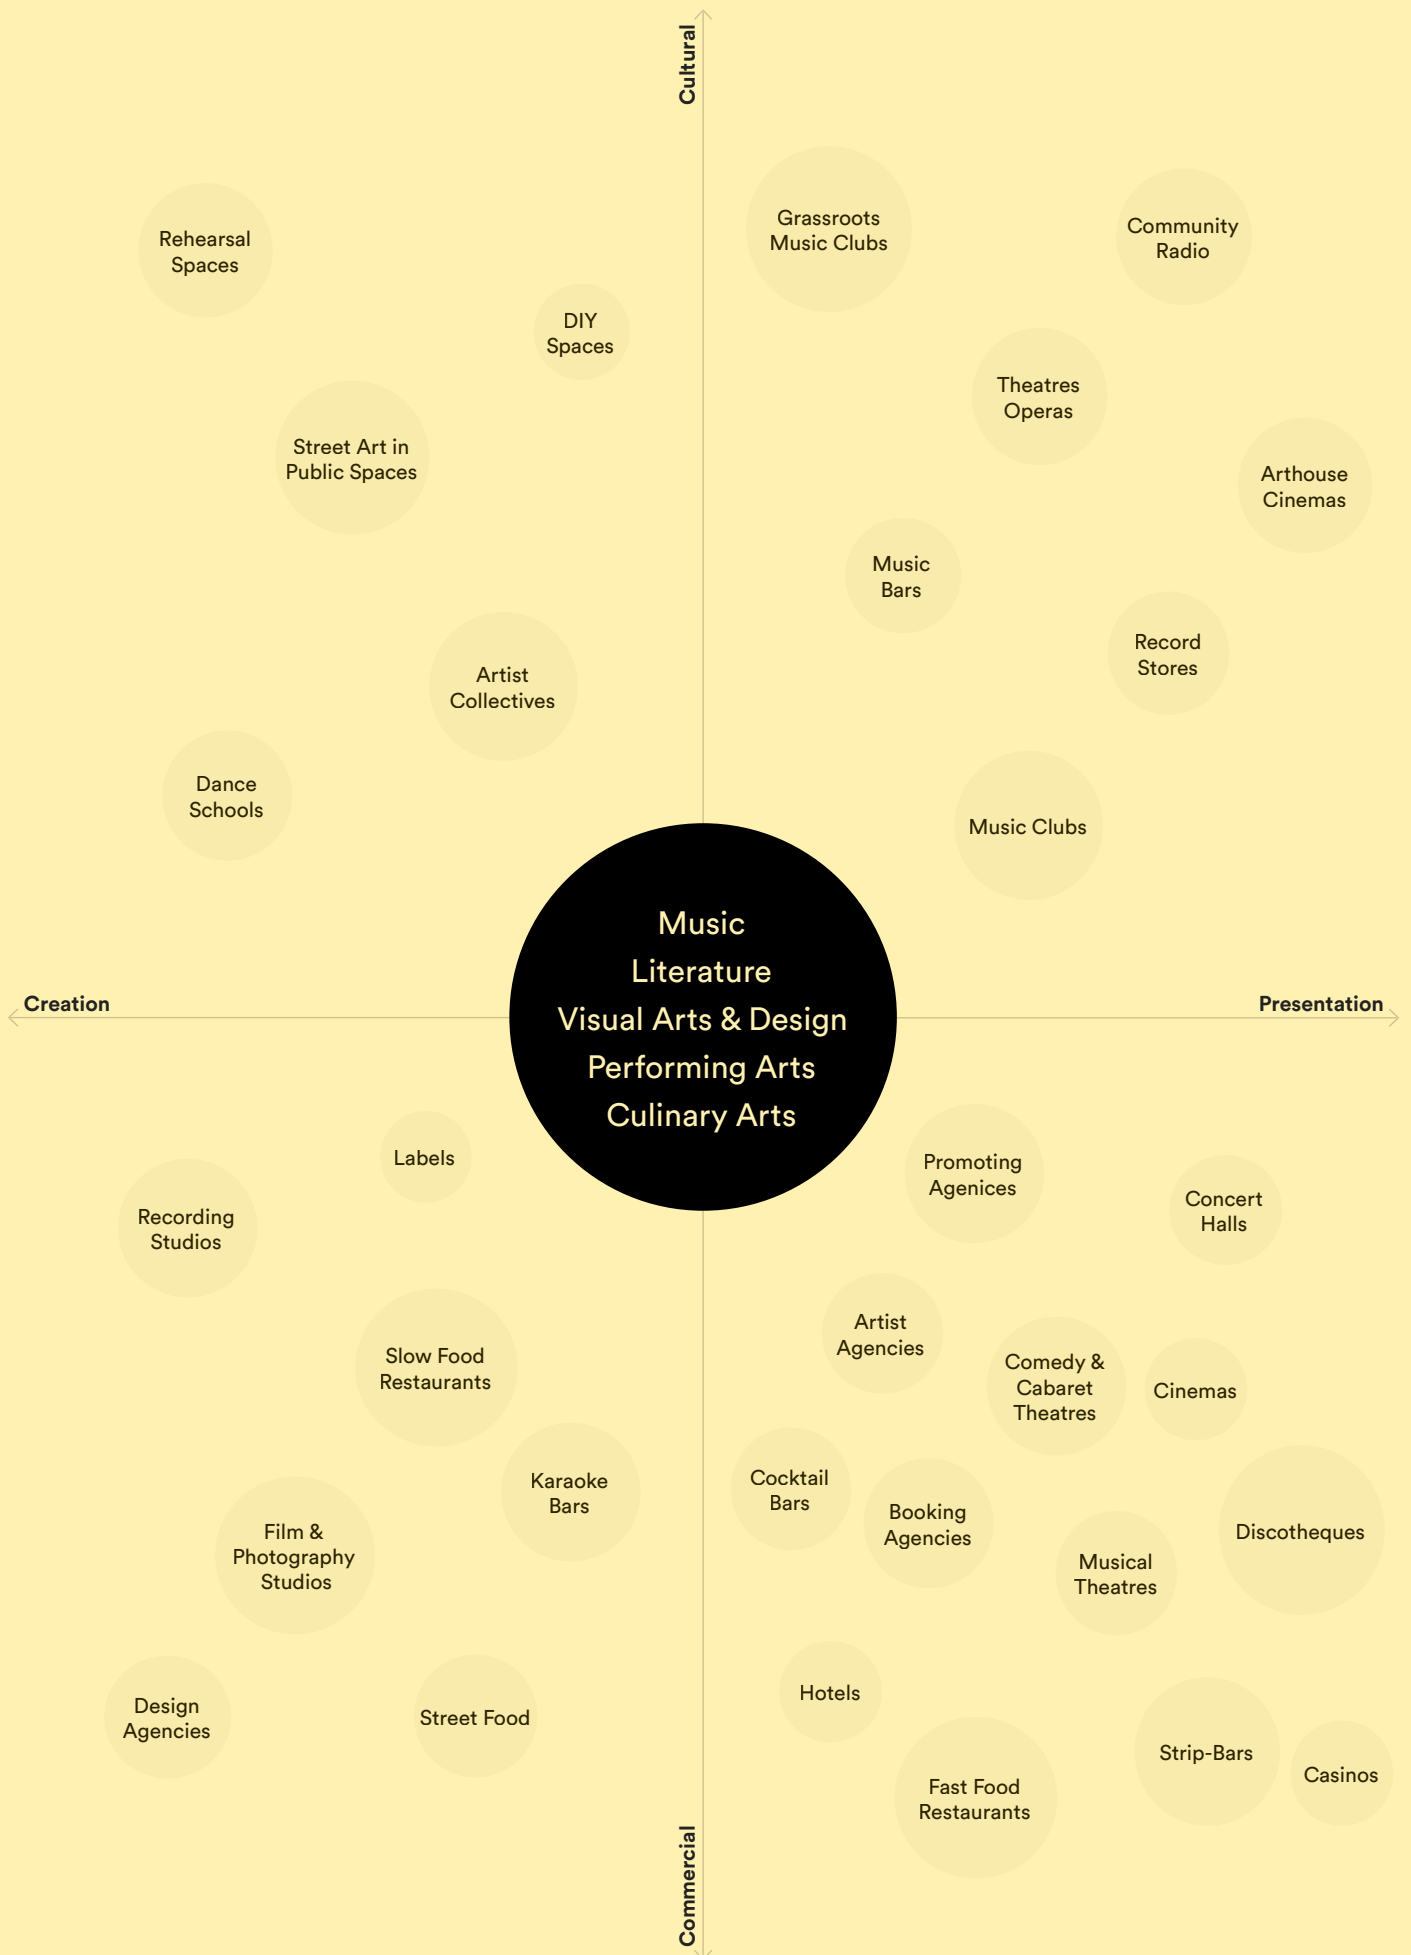 Cultural
Grassroots
Music Clubs
Community
Radio
Rehearsal
Spaces
DIY
Spaces
Theatres
Operas
Street Art in
Public Spaces
Arthouse
Cinemas
Music
Bars
Record
Stores
Artist
Collectives
Dance
Schools
Music Clubs
Music
Literature
Visual Arts & Design
Performing Arts
Culinary Arts
Creation
Presentation
Labels
Recording
Studios
Promoting
Agenices
Concert
Halls
Slow Food
Restaurants
Artist
Agencies
Comedy &
Cabaret
Theatres
Cinemas
Karaoke
Bars
Cocktail
Bars
Booking
Agencies
Discotheques
Film &
Photography
Studios
Musical
Theatres
Design
Agencies
Street Food
Hotels
Strip-Bars
Casinos
Fast Food
Restaurants
Commercial